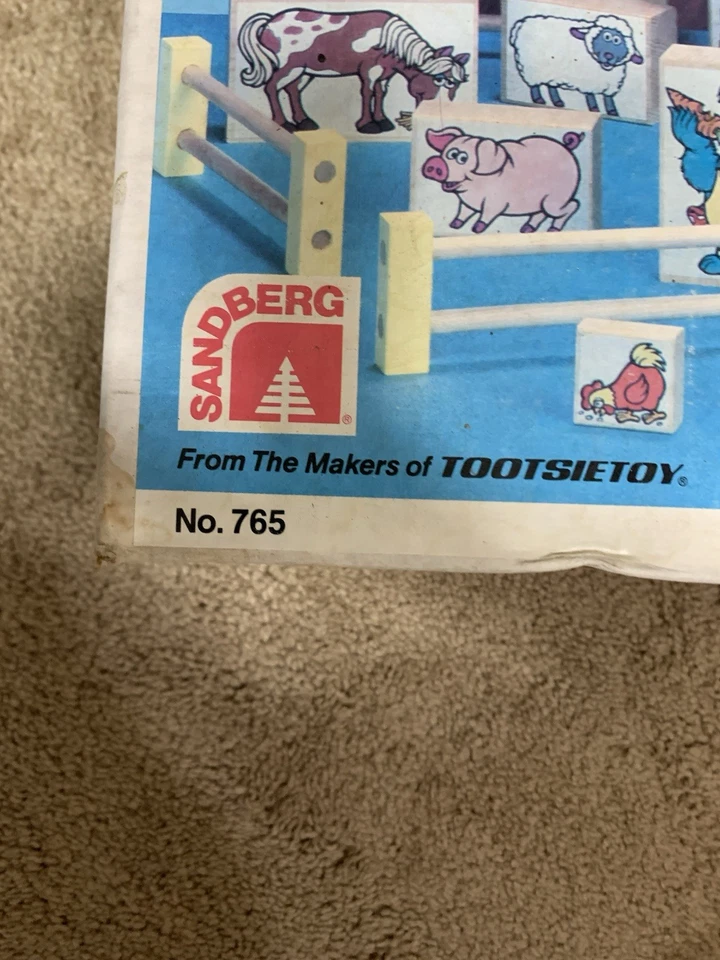 SANDBERG
®
From The Makers of TOOTSIETOY®
No. 765